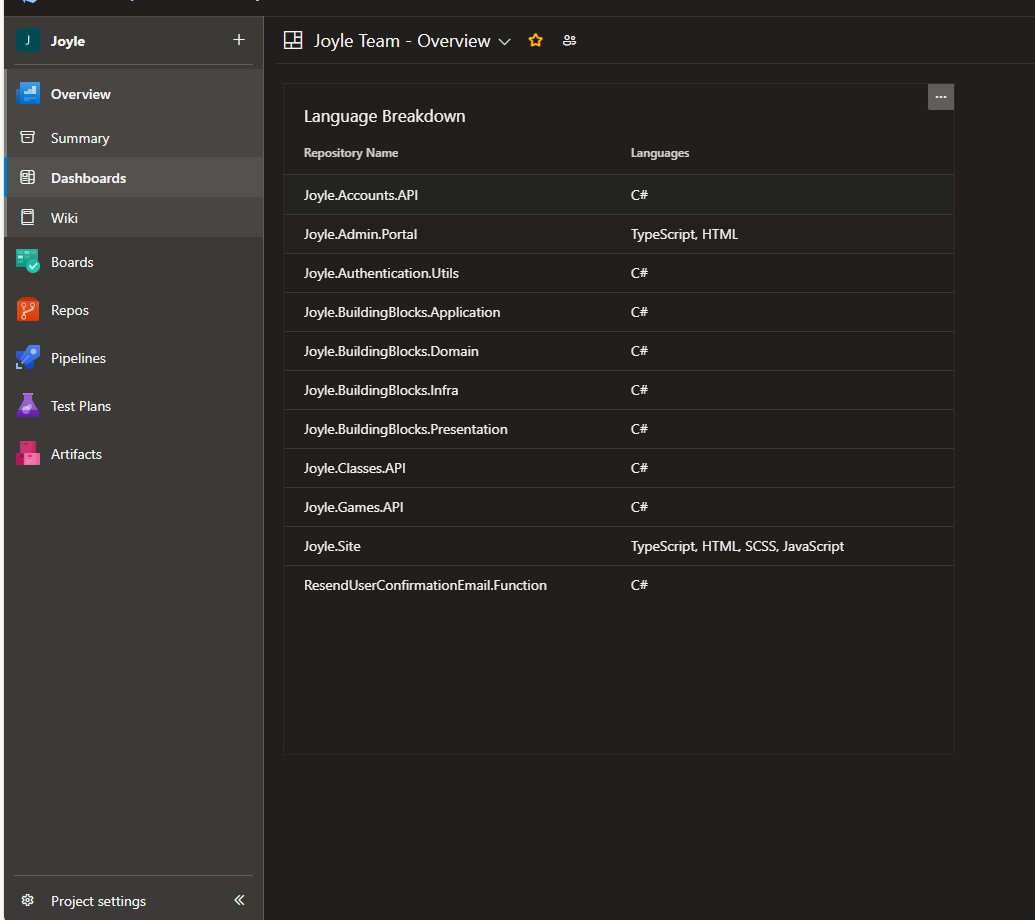 J Joyle +
Overview
Summary
Dashboards
Wiki
Boards
Repos
Pipelines
Test Plans
Artifacts
Project settings
Joyle Team - Overview
Language Breakdown
Repository Name Languages
Joyle.Accounts.API C#
Joyle.Admin.Portal TypeScript, HTML
Joyle.Authentication.Utils C#
Joyle.BuildingBlocks.Application C#
Joyle.BuildingBlocks.Domain C#
Joyle.BuildingBlocks.Infra C#
Joyle.BuildingBlocks.Presentation C#
Joyle.Classes.API C#
Joyle.Games.API C#
Joyle.Site TypeScript, HTML, SCSS, JavaScript
ResendUserConfirmationEmail.Function C#